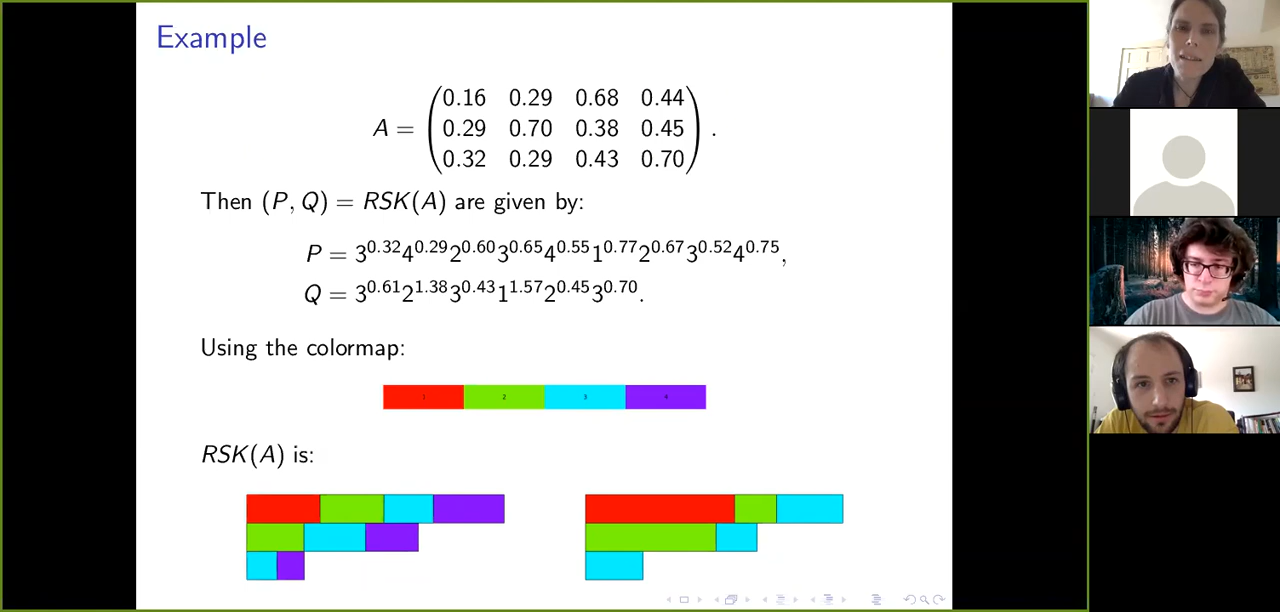 Example
A = ( 0.16 0.29 0.68 0.44
0.29 0.70 0.38 0.45
0.32 0.29 0.43 0.70 ) .
Then (P, Q) = RSK(A) are given by:
P = 3^0.32 4^0.29 2^0.60 3^0.65 4^0.55 1^0.77 2^0.67 3^0.52 4^0.75,
Q = 3^0.61 2^1.38 3^0.43 1^1.57 2^0.45 3^0.70.
Using the colormap:
1 2 3 4
RSK(A) is: